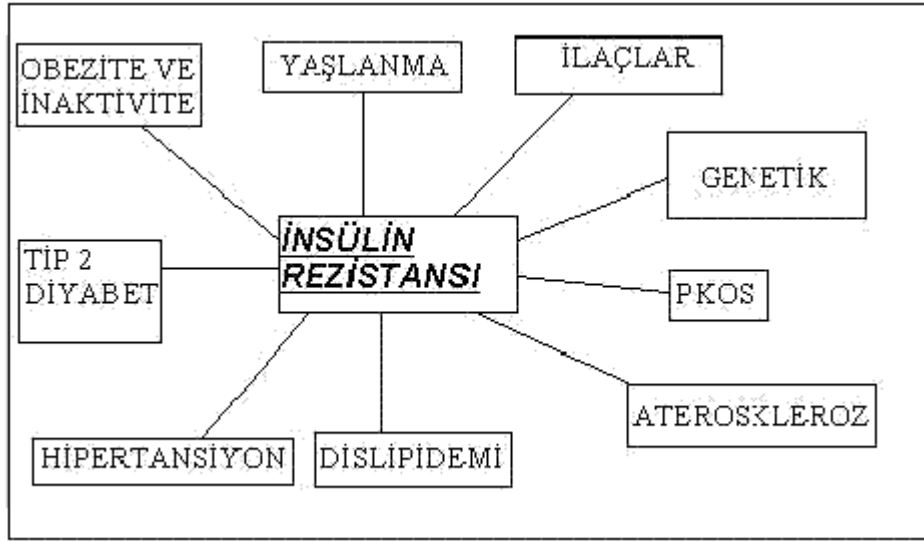 OBEZİTE VE
İNAKTİVİTE
YAŞLANMA
İLAÇLAR
GENETİK
İNSÜLİN
REZİSTANSI
TİP 2
DİYABET
PKOS
ATEROSKLEROZ
HİPERTANSİYON
DİSLİPİDEMİ